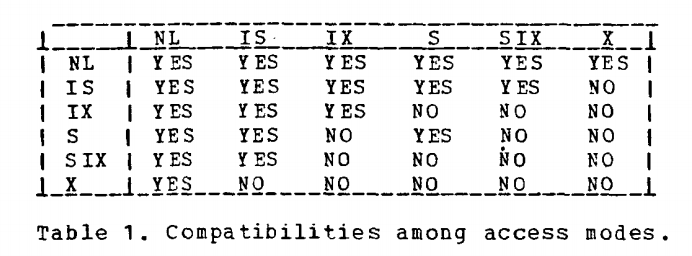 NL IS IX S SIX X
NL YES YES YES YES YES YES
IS YES YES YES YES YES NO
IX YES YES YES NO NO NO
S YES YES NO YES NO NO
SIX YES YES NO NO NO NO
X YES NO NO NO NO NO
Table 1. Compatibilities among access modes.